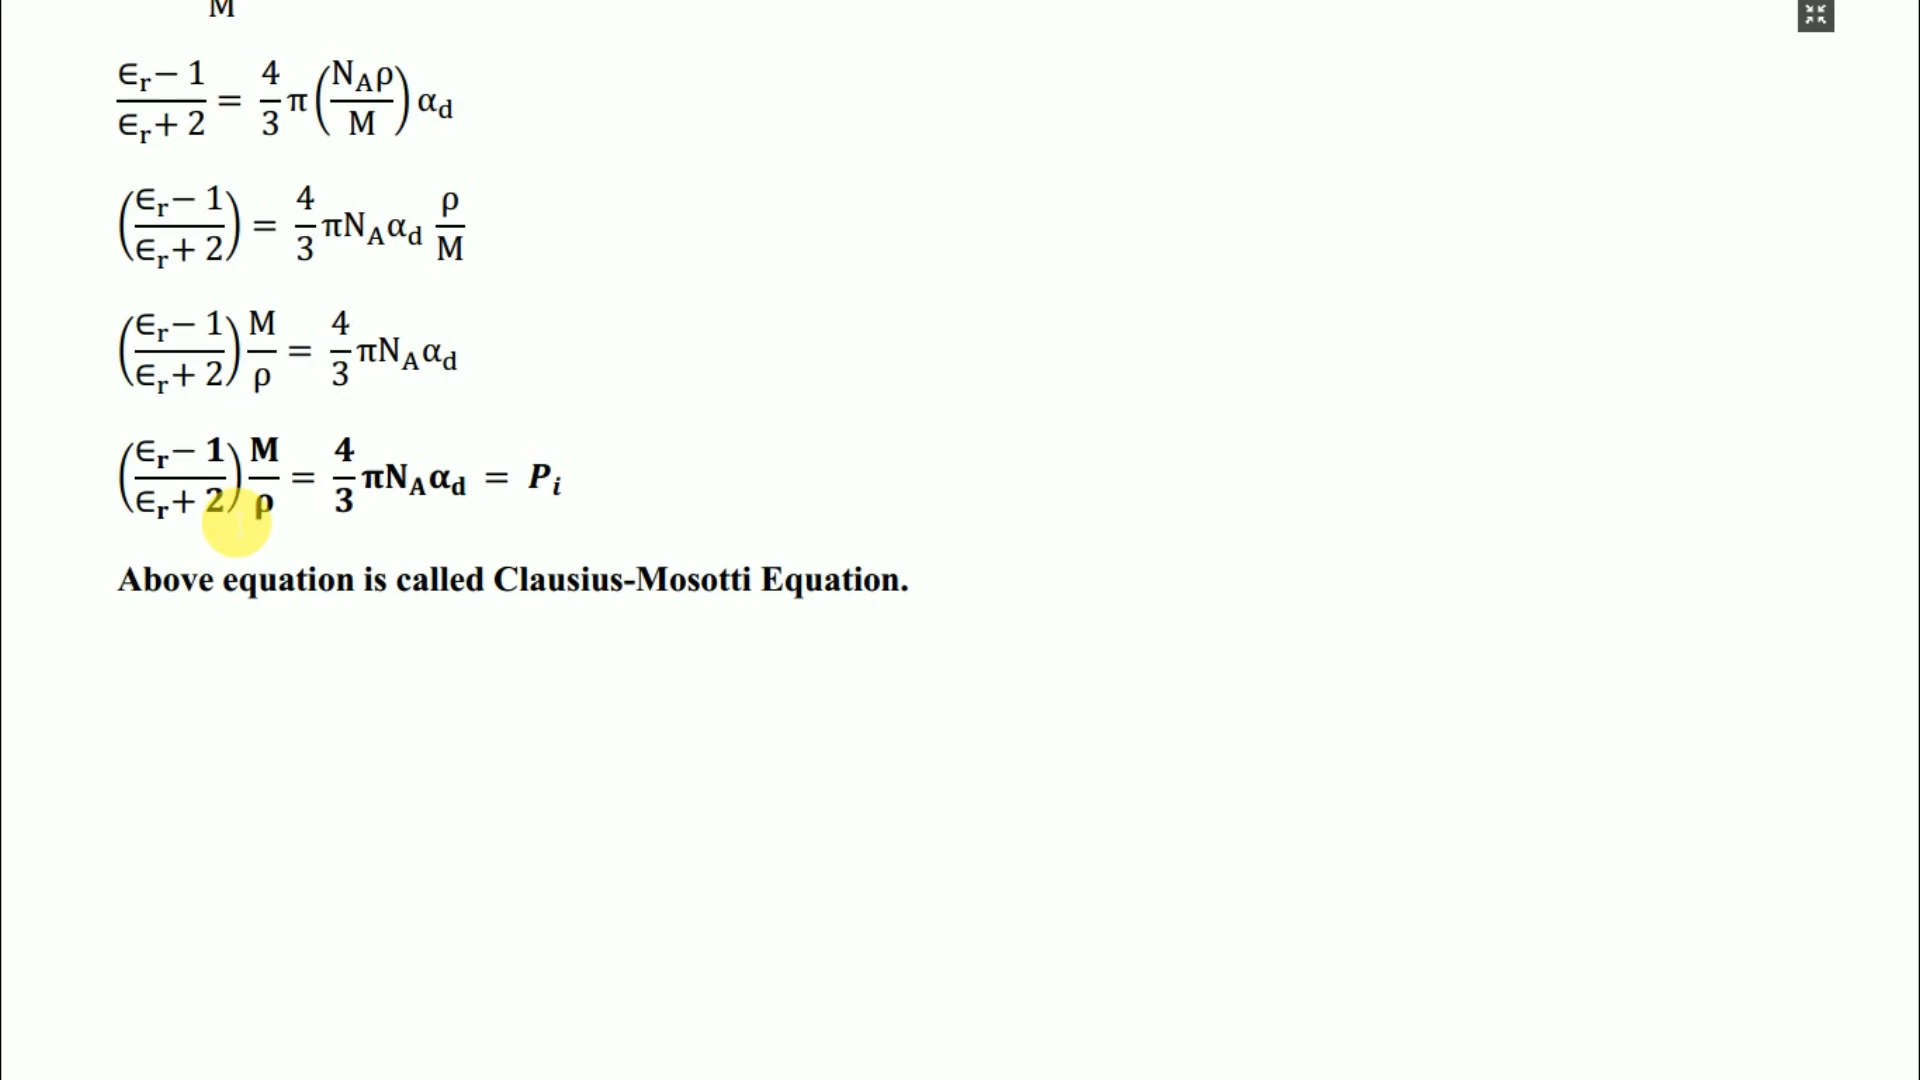 M
∈r− 1 / ∈r+ 2 = 4/3 π (NAρ / M) αd
(∈r− 1 / ∈r+ 2) = 4/3 πNAαd ρ/M
(∈r− 1 / ∈r+ 2) M/ρ = 4/3 πNAαd
(∈r− 1 / ∈r+ 2) M/ρ = 4/3 πNAαd = Pi
Above equation is called Clausius-Mosotti Equation.